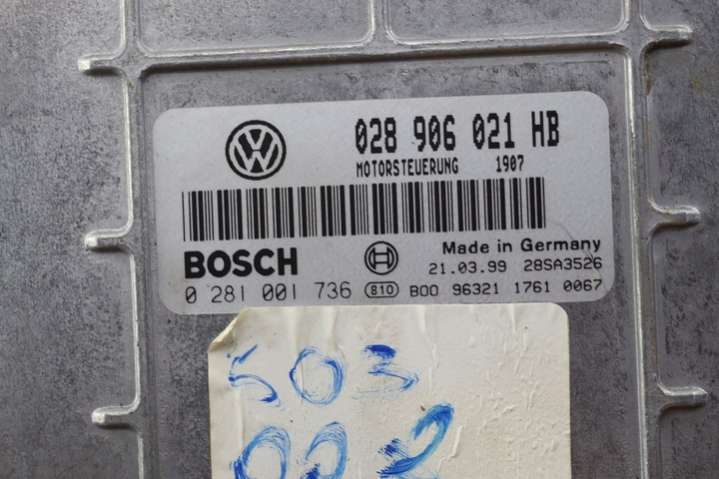 028 906 021 HB
MOTORSTEUERUNG 1907
BOSCH
Made in Germany
21.03.99 28SA3526
0 281 001 736 810 B00 96321 1761 0067
503